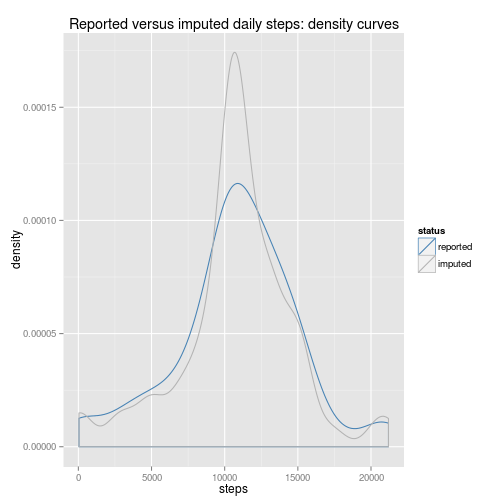 Reported versus imputed daily steps: density curves
density
0.00015
0.00010
0.00005
0.00000
0
5000
10000
15000
20000
steps
status
reported
imputed